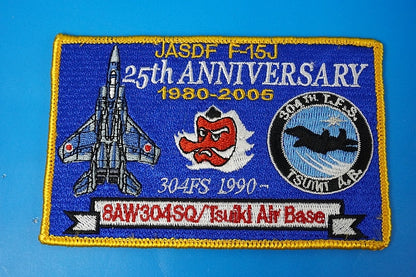 JASDF F-15J
25th ANNIVERSARY
1980-2005
304TH T.F.S.
TSUIKI A.B.
304FS 1990~
8AW304SQ/Tsuiki Air Base